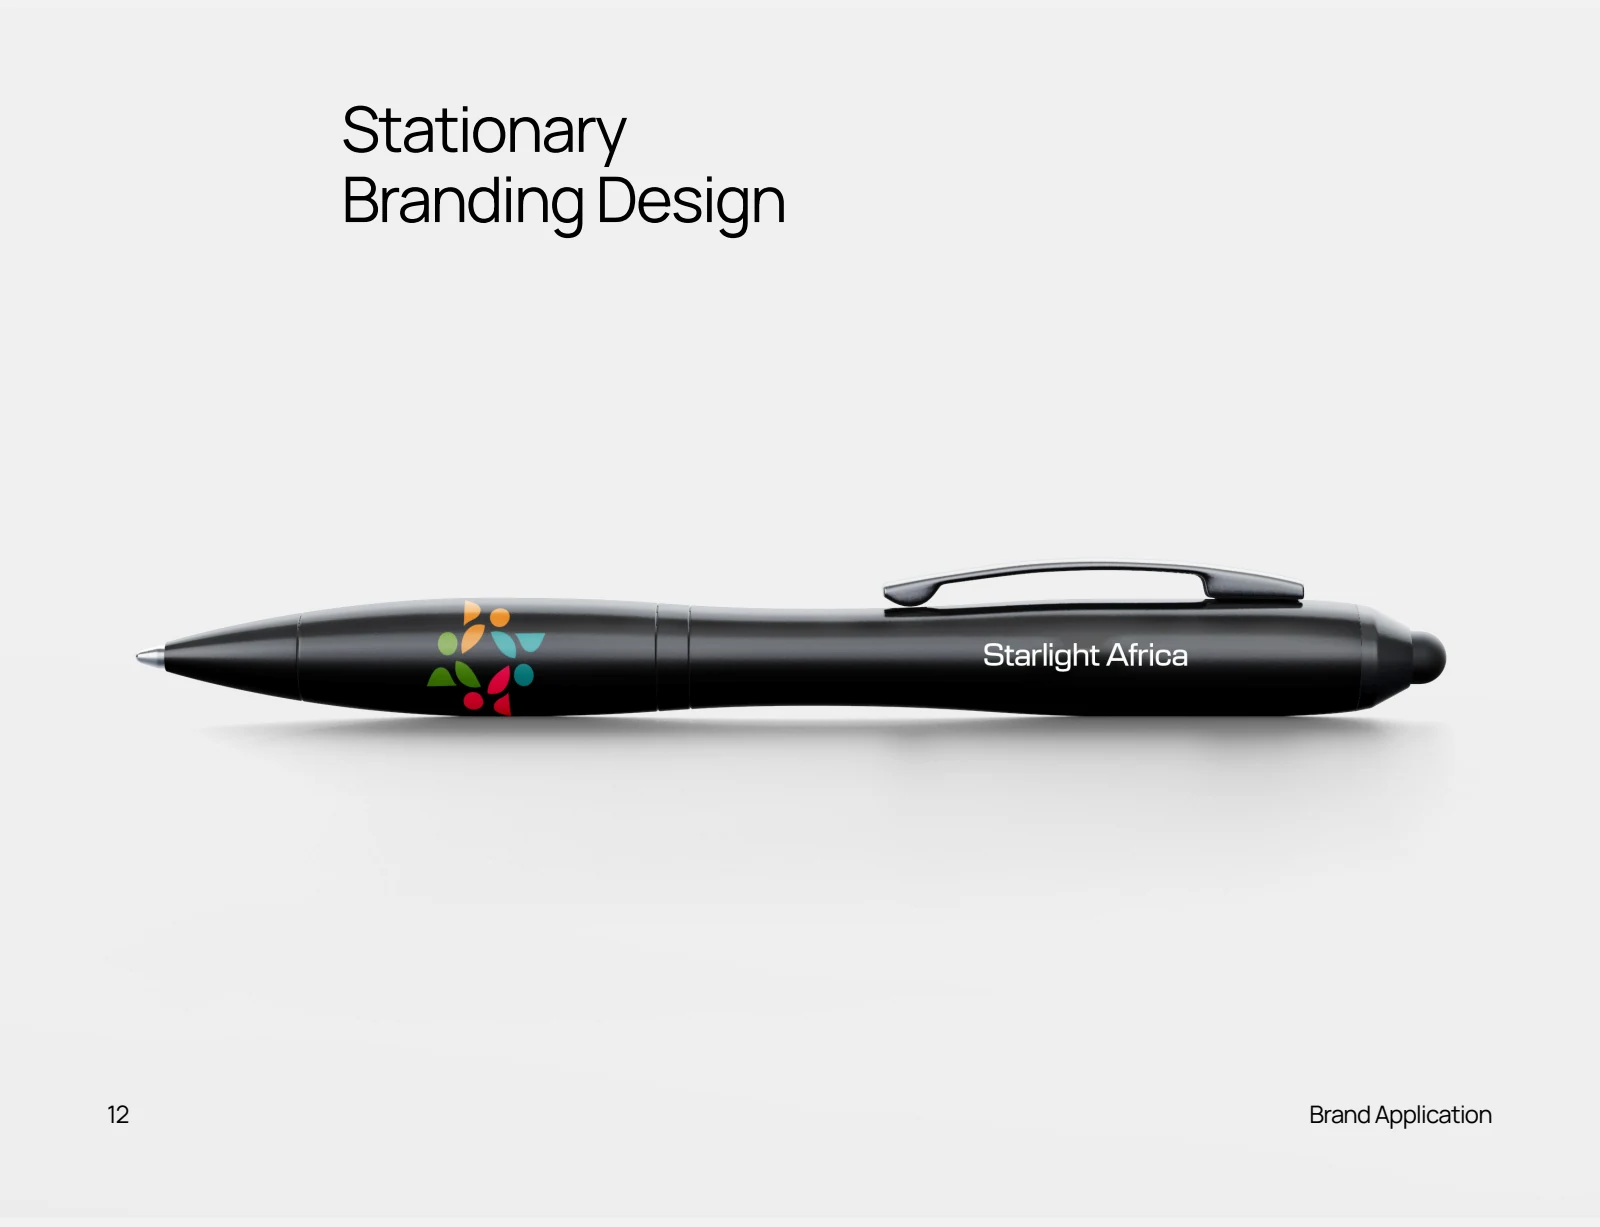 Stationary
Branding Design
Starlight Africa
12
Brand Application